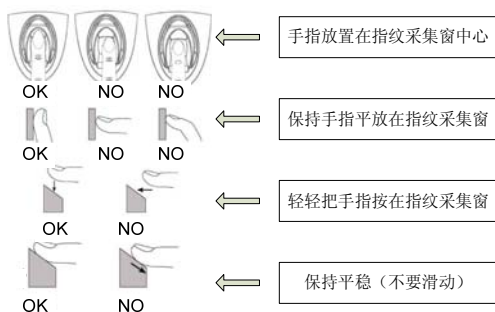 手指放置在指纹采集窗中心
OK NO NO
保持手指平放在指纹采集窗
OK NO NO
轻轻把手指按在指纹采集窗
OK NO
保持平稳（不要滑动）
OK NO